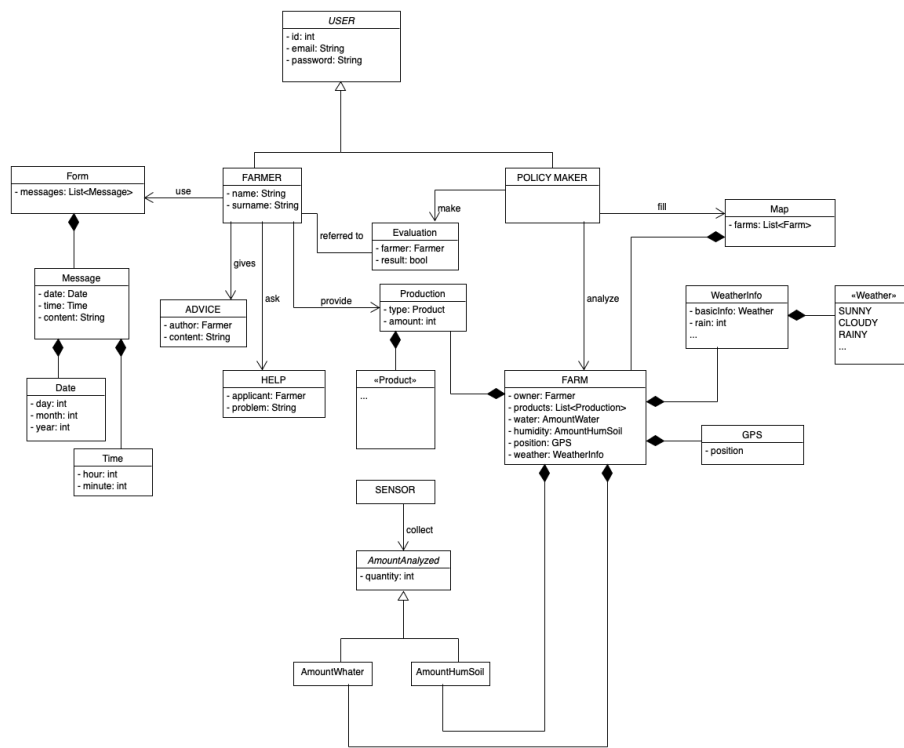 USER
- id: int
- email: String
- password: String
Form
- messages: List<Message>
use
FARMER
- name: String
- surname: String
POLICY MAKER
make
fill
Map
- farms: List<Farm>
referred to
Evaluation
- farmer: Farmer
- result: bool
gives
ask
provide
analyze
Message
- date: Date
- time: Time
- content: String
ADVICE
- author: Farmer
- content: String
Production
- type: Product
- amount: int
WeatherInfo
- basicInfo: Weather
- rain: int
...
«Weather»
SUNNY
CLOUDY
RAINY
...
Date
- day: int
- month: int
- year: int
HELP
- applicant: Farmer
- problem: String
«Product»
...
FARM
- owner: Farmer
- products: List<Production>
- water: AmountWater
- humidity: AmountHumSoil
- position: GPS
- weather: WeatherInfo
GPS
- position
Time
- hour: int
- minute: int
SENSOR
collect
AmountAnalyzed
- quantity: int
AmountWhater
AmountHumSoil